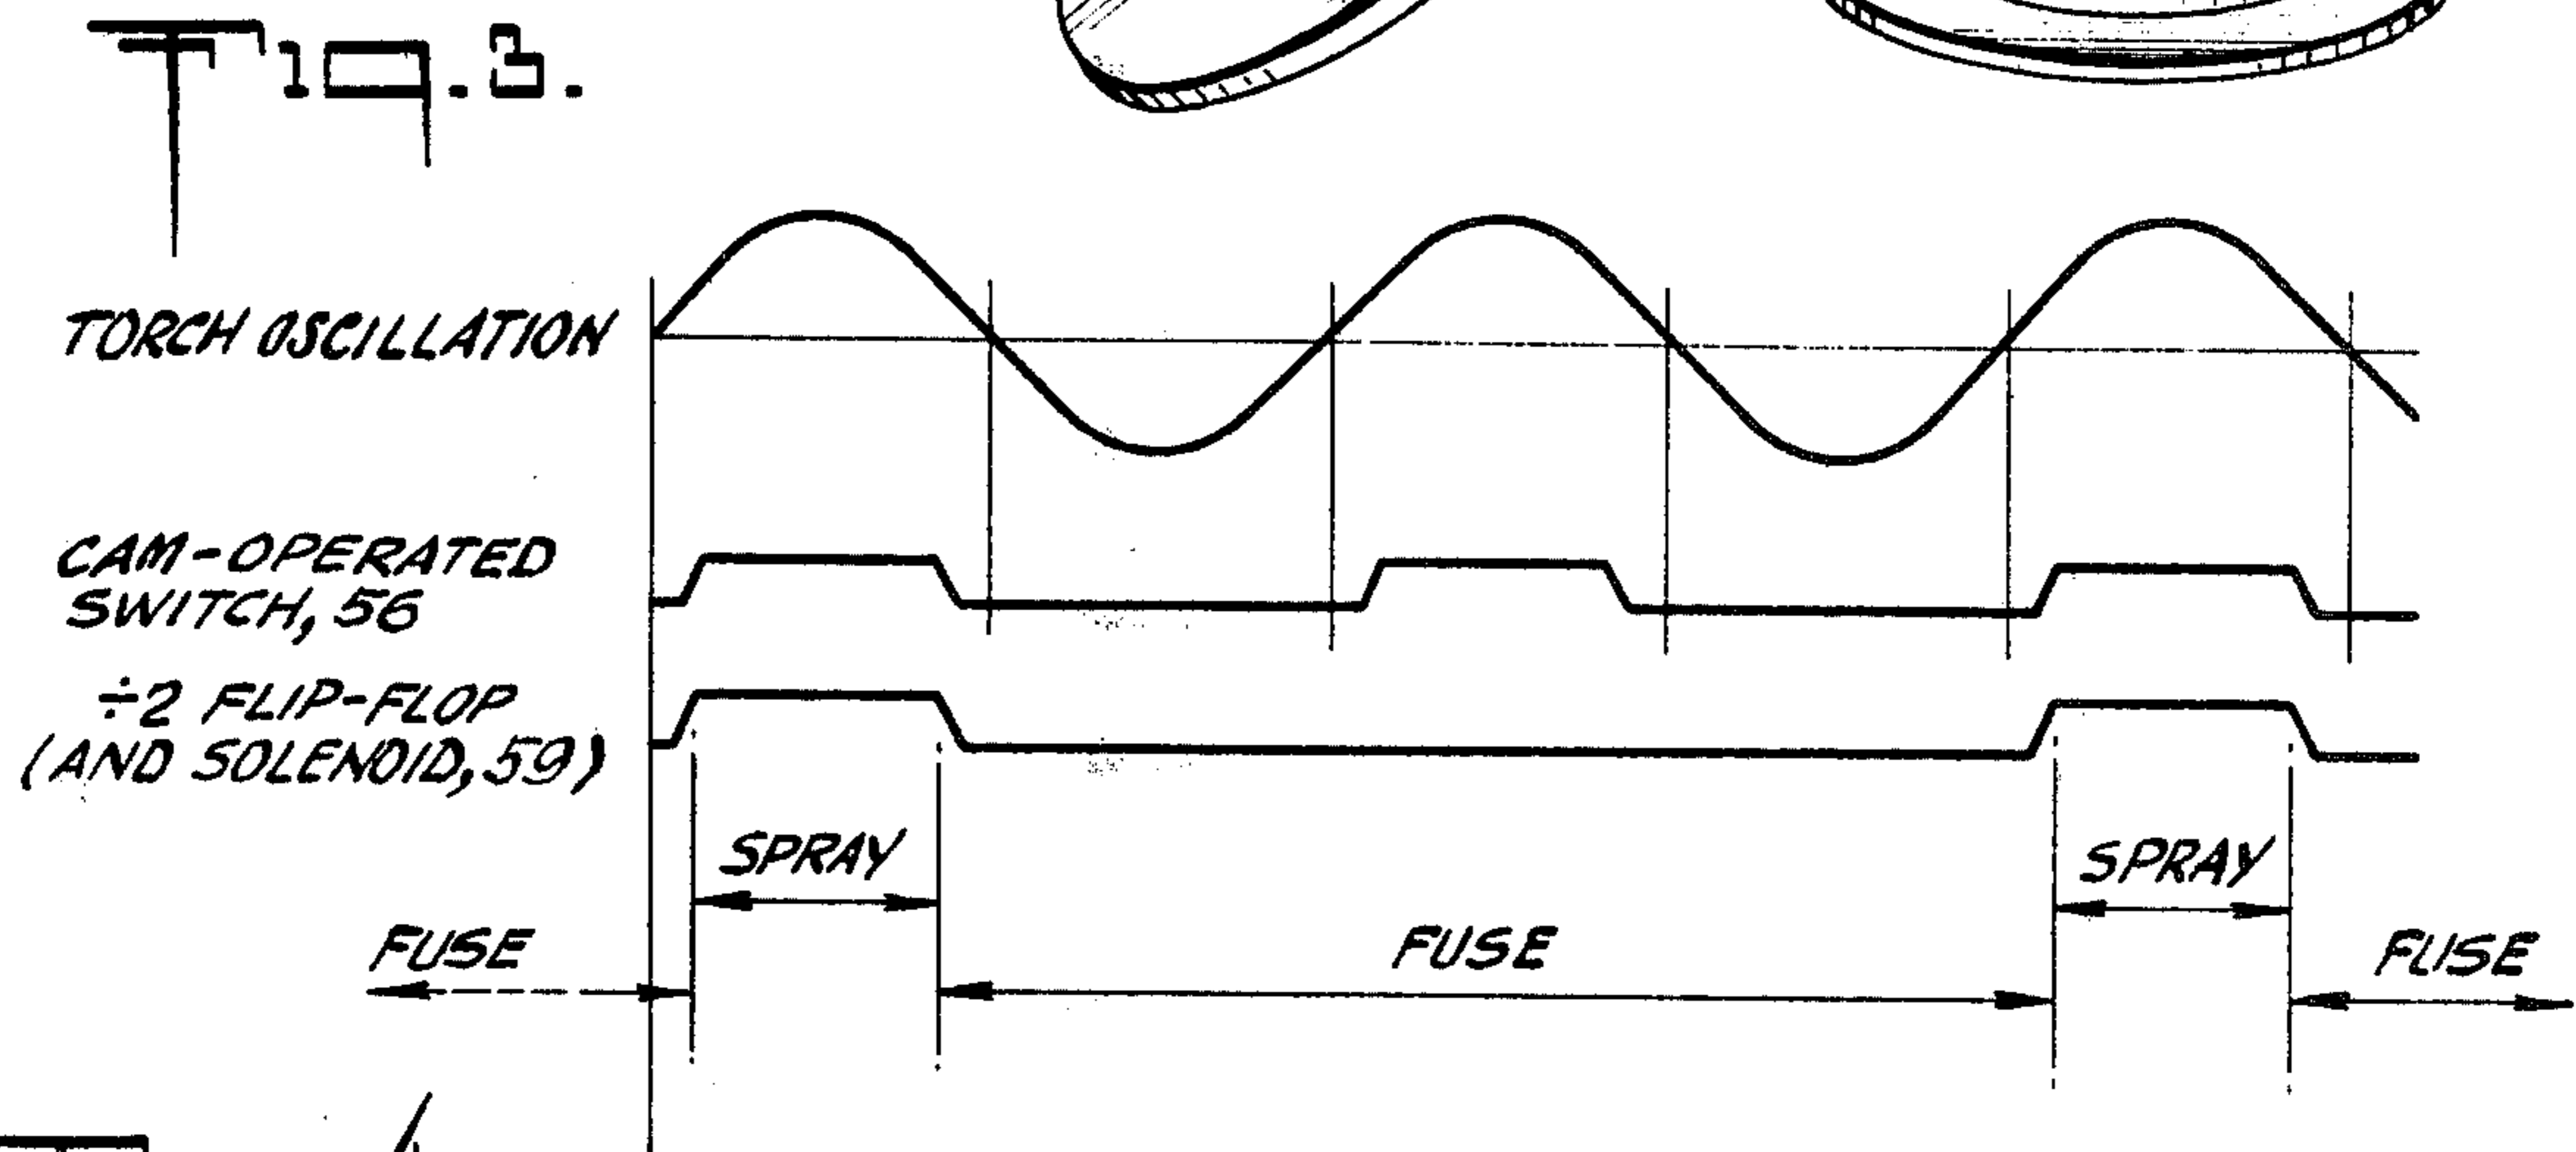 Fig. 3.
TORCH OSCILLATION
CAM-OPERATED
SWITCH, 56
÷2 FLIP-FLOP
(AND SOLENOID, 59)
SPRAY
SPRAY
FUSE
FUSE
FUSE